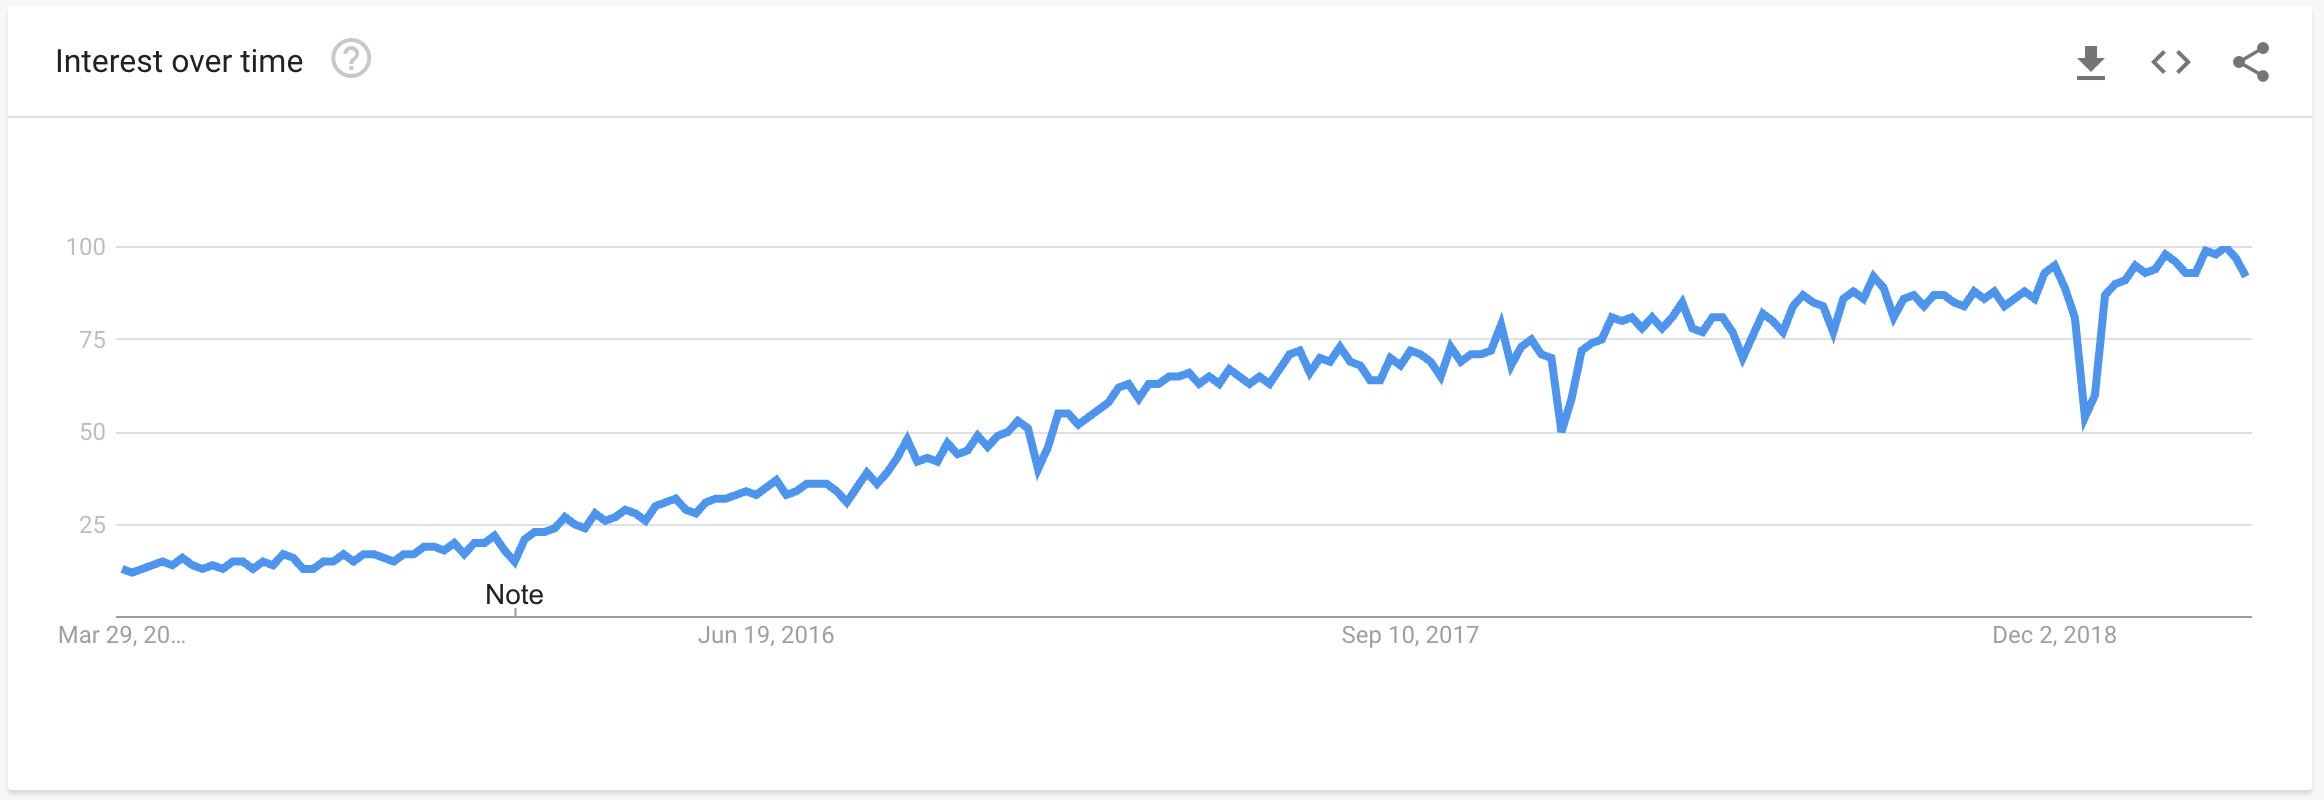 Interest over time
100
75
50
25
Note
Mar 29, 20...
Jun 19, 2016
Sep 10, 2017
Dec 2, 2018